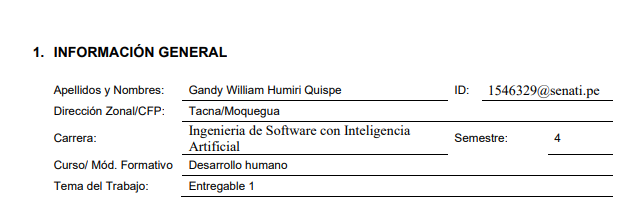 1. INFORMACIÓN GENERAL
Apellidos y Nombres: Gandy William Humiri Quispe ID: 1546329@senati.pe
Dirección Zonal/CFP: Tacna/Moquegua
Carrera: Ingenieria de Software con Inteligencia Artificial Semestre: 4
Curso/ Mód. Formativo Desarrollo humano
Tema del Trabajo: Entregable 1